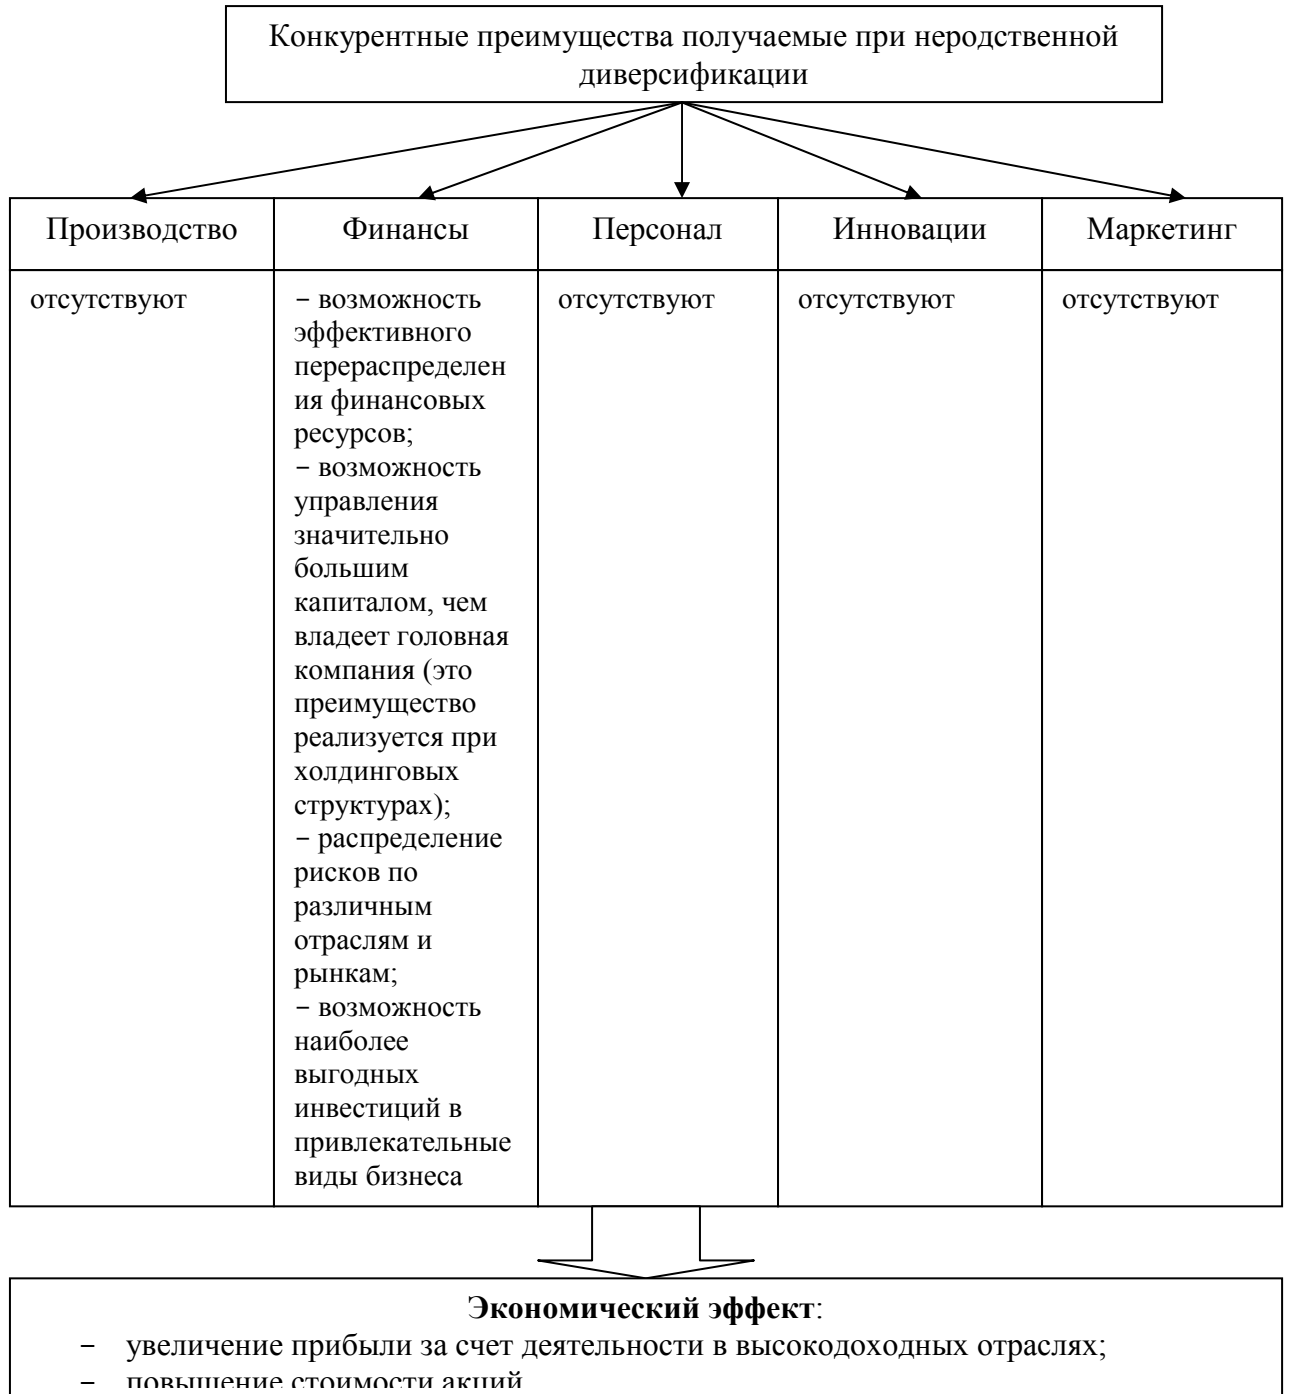 Конкурентные преимущества получаемые при неродственной
диверсификации
Производство
Финансы
Персонал
Инновации
Маркетинг
отсутствуют
– возможность
эффективного
перераспределен
ия финансовых
ресурсов;
– возможность
управления
значительно
большим
капиталом, чем
владеет головная
компания (это
преимущество
реализуется при
холдинговых
структурах);
– распределение
рисков по
различным
отраслям и
рынкам;
– возможность
наиболее
выгодных
инвестиций в
привлекательные
виды бизнеса
отсутствуют
отсутствуют
отсутствуют
Экономический эффект:
– увеличение прибыли за счет деятельности в высокодоходных отраслях;
– повышение стоимости акций